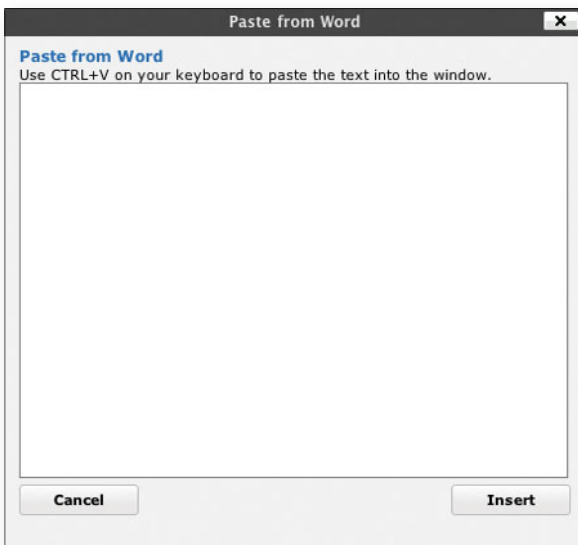 Paste from Word
Paste from Word
Use CTRL+V on your keyboard to paste the text into the window.
Cancel
Insert